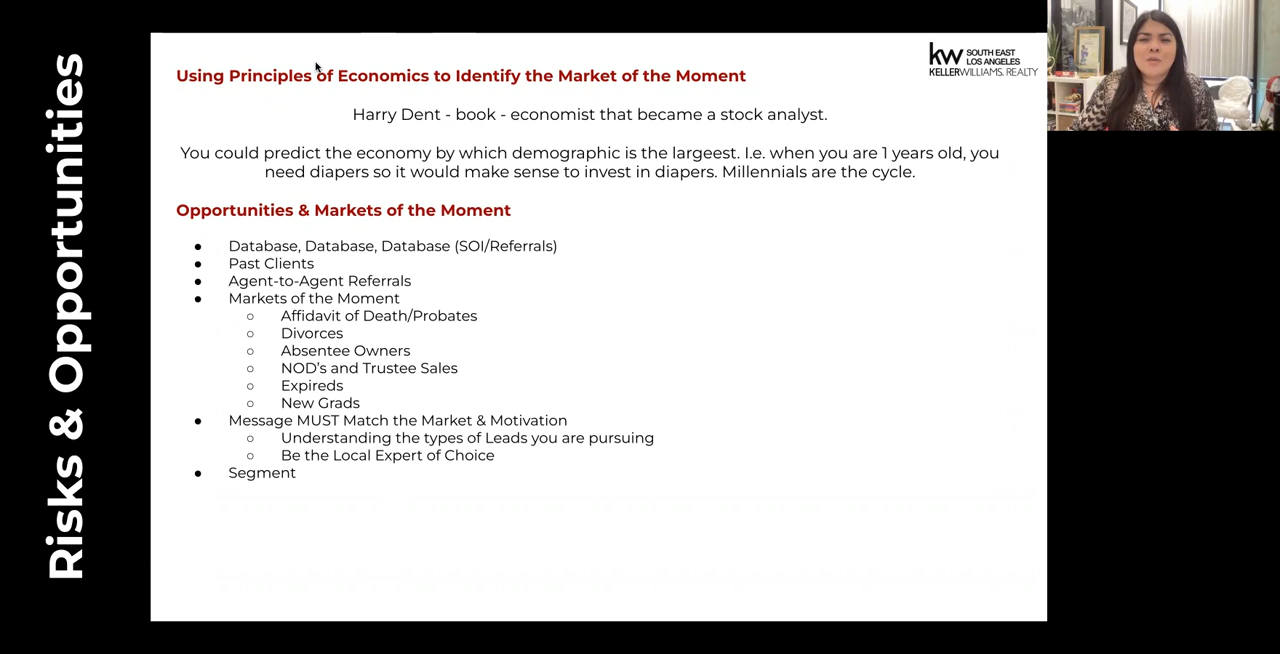 Risks & Opportunities
kw SOUTH EAST
LOS ANGELES
KELLERWILLIAMS. REALTY
Using Principles of Economics to Identify the Market of the Moment
Harry Dent - book - economist that became a stock analyst.
You could predict the economy by which demographic is the largeest. I.e. when you are 1 years old, you
need diapers so it would make sense to invest in diapers. Millennials are the cycle.
Opportunities & Markets of the Moment
● Database, Database, Database (SOI/Referrals)
● Past Clients
● Agent-to-Agent Referrals
● Markets of the Moment
○ Affidavit of Death/Probates
○ Divorces
○ Absentee Owners
○ NOD's and Trustee Sales
○ Expireds
○ New Grads
● Message MUST Match the Market & Motivation
○ Understanding the types of Leads you are pursuing
○ Be the Local Expert of Choice
● Segment